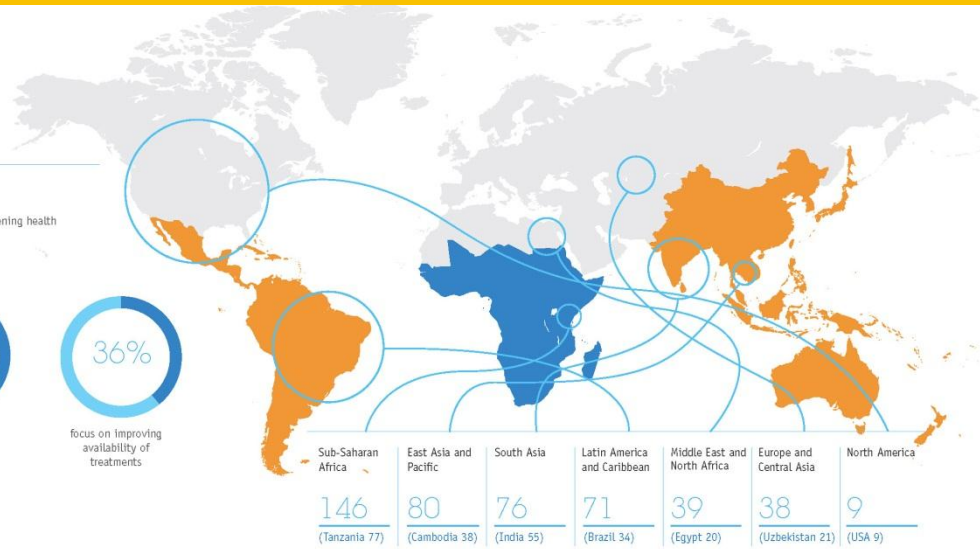 ening health
36%
focus on improving
availability of
treatments
Sub-Saharan
Africa
146
(Tanzania 77)
East Asia and
Pacific
80
(Cambodia 38)
South Asia
76
(India 55)
Latin America
and Caribbean
71
(Brazil 34)
Middle East and
North Africa
39
(Egypt 20)
Europe and
Central Asia
38
(Uzbekistan 21)
North America
9
(USA 9)